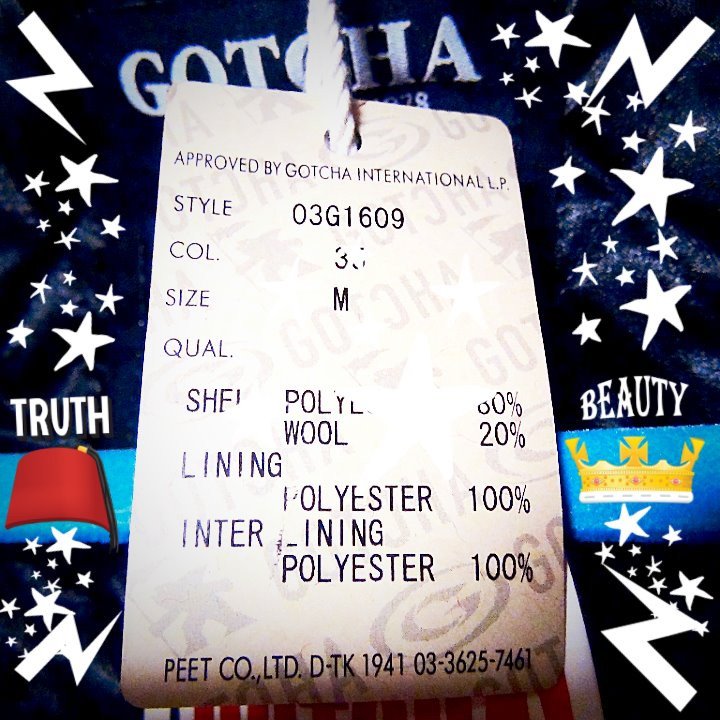 GOTCHA
APPROVED BY GOTCHA INTERNATIONAL L.P.
STYLE 03G1609
COL.
SIZE M
QUAL.
WOOL 20%
LINING
POLYESTER 100%
INTER LINING
POLYESTER 100%
TRUTH
BEAUTY
PEET CO.,LTD. D-TK 1941 03-3625-7461